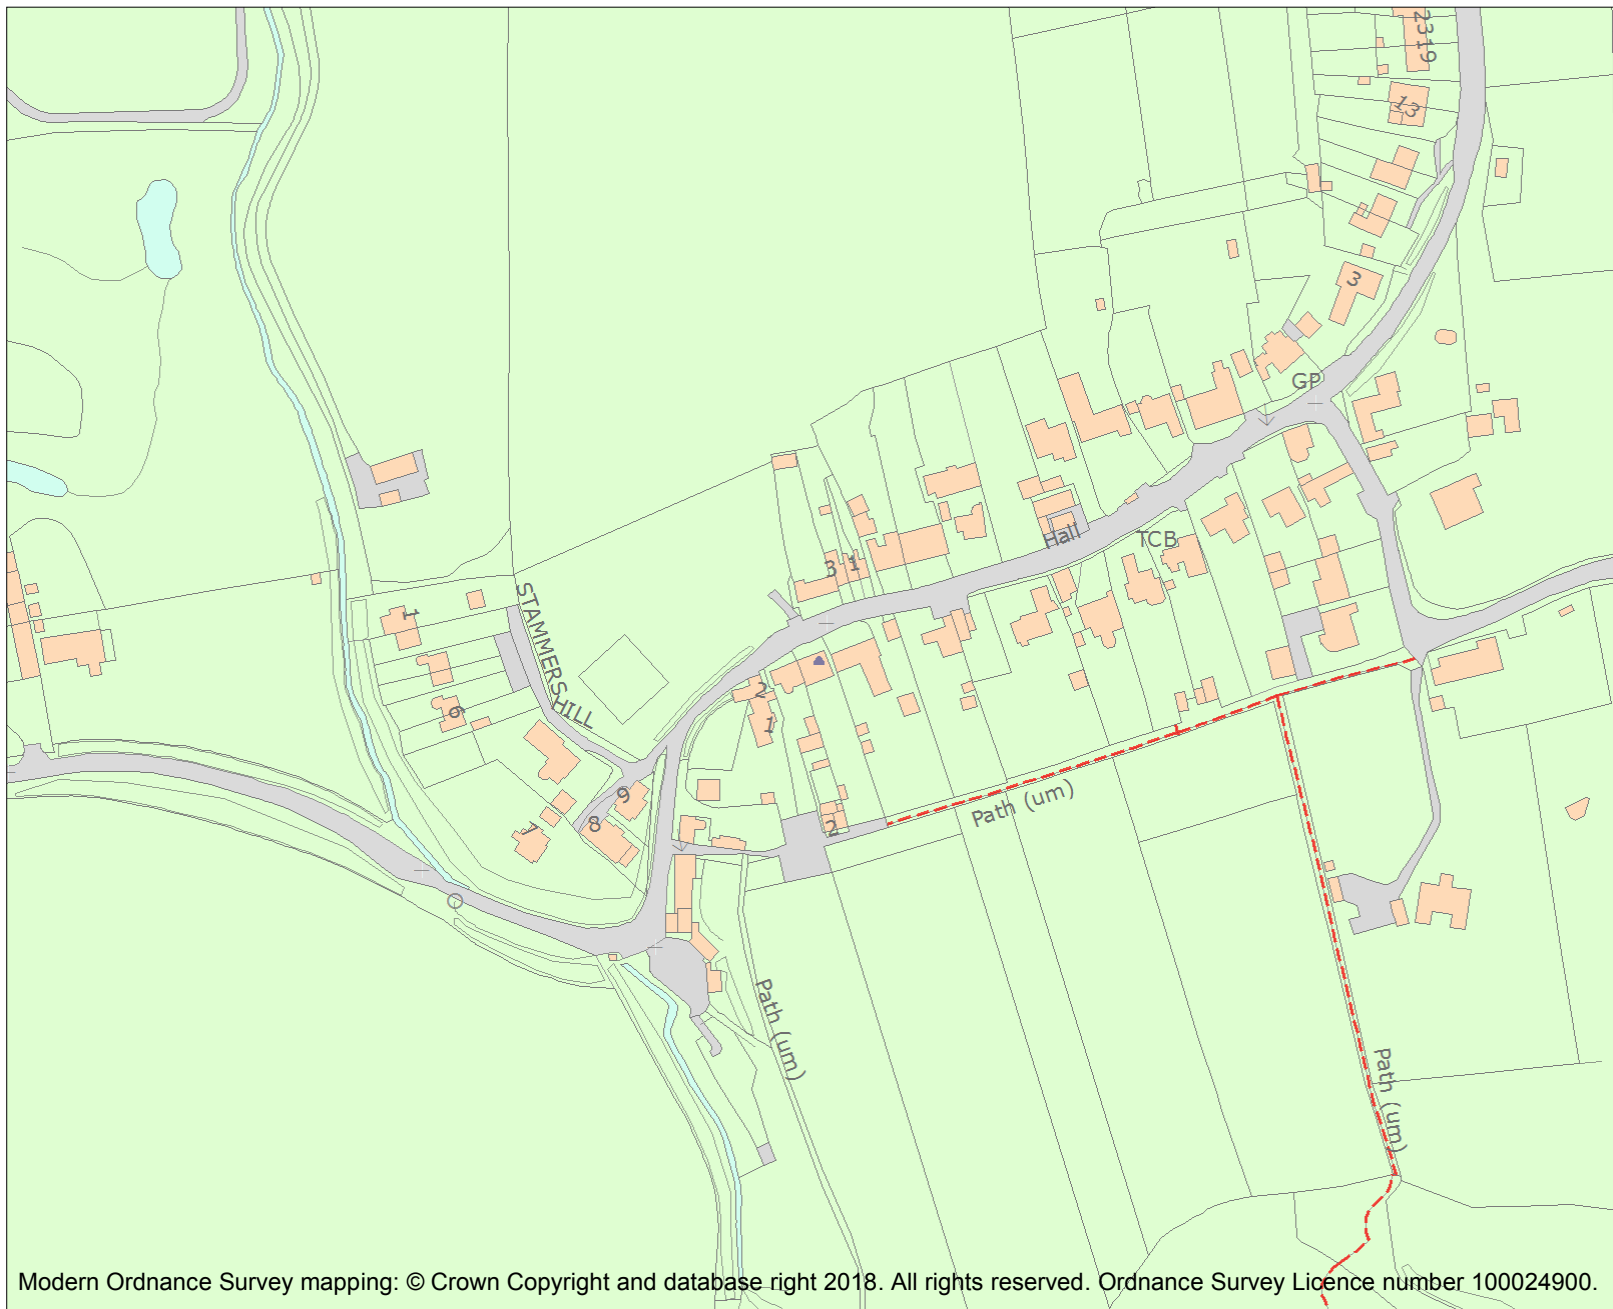 2319
13
3
GP
Hall
TCB
3 1
1
STAMMERS HILL
6
2
1
9
8
7
2
Path (um)
Path (um)
Path (um)
Modern Ordnance Survey mapping: © Crown Copyright and database right 2018. All rights reserved. Ordnance Survey Licence number 100024900.